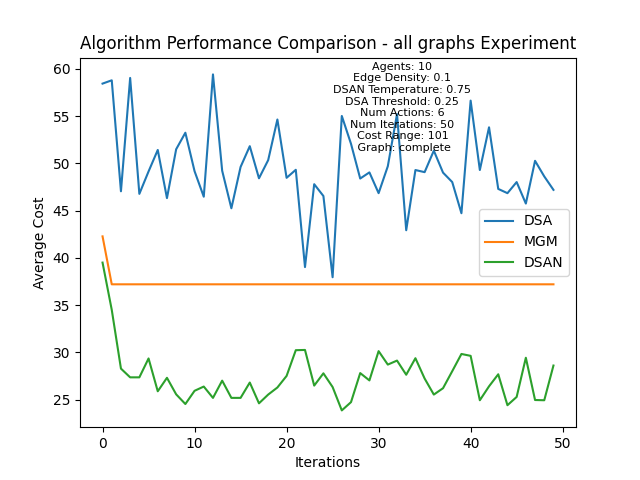 Algorithm Performance Comparison - all graphs Experiment
Agents: 10
Edge Density: 0.1
DSAN Temperature: 0.75
DSA Threshold: 0.25
Num Actions: 6
Num Iterations: 50
Cost Range: 101
Graph: complete
60
55
50
45
40
35
30
25
Average Cost
DSA
MGM
DSAN
0
10
20
30
40
50
Iterations